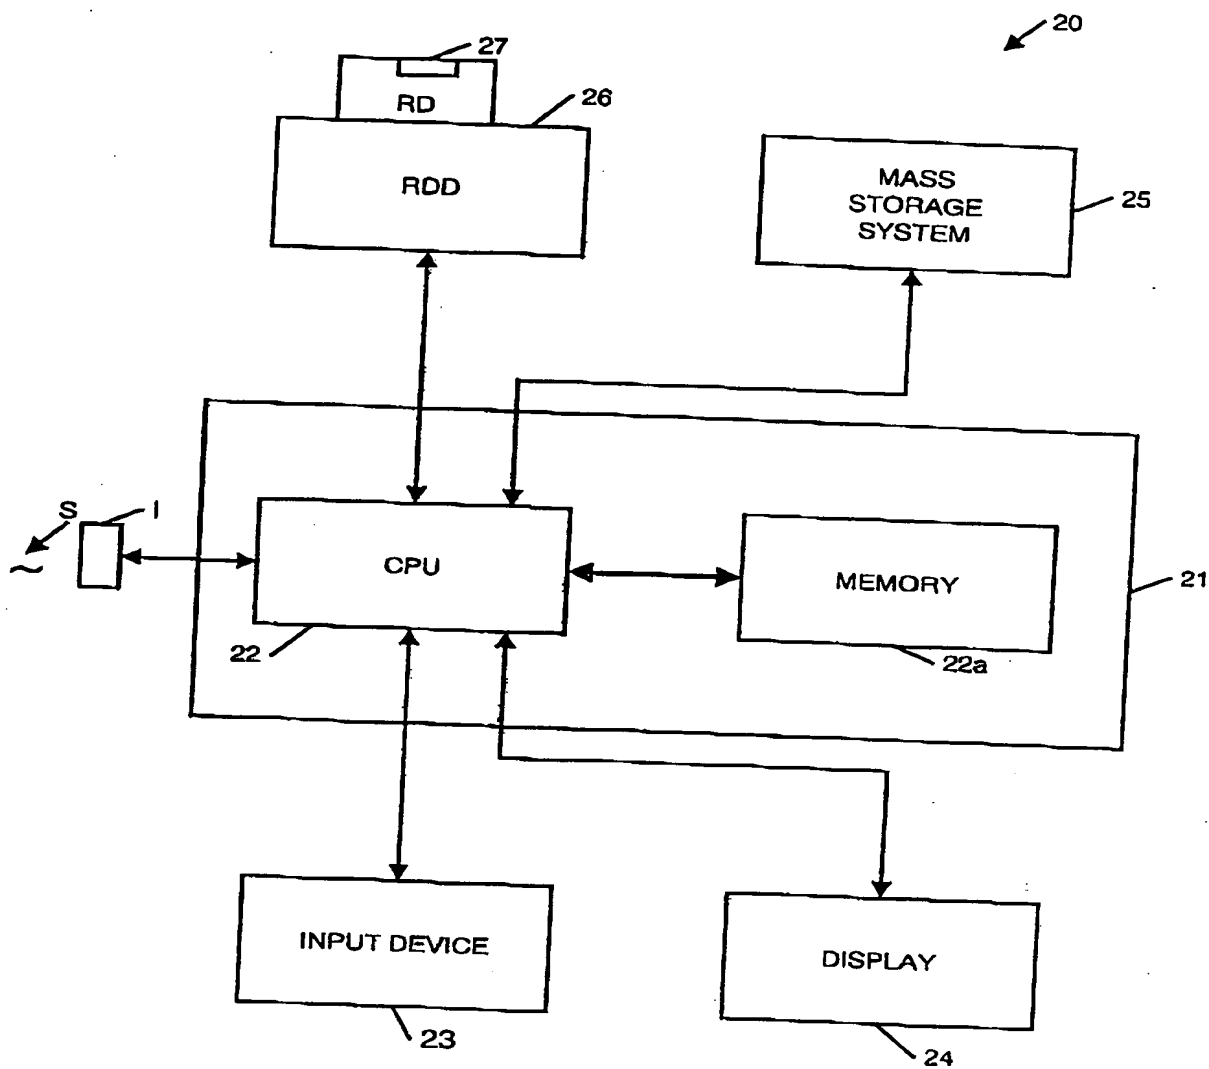 20
27
RD
26
RDD
MASS
STORAGE
SYSTEM
25
S
I
CPU
MEMORY
21
22
22a
INPUT DEVICE
DISPLAY
23
24